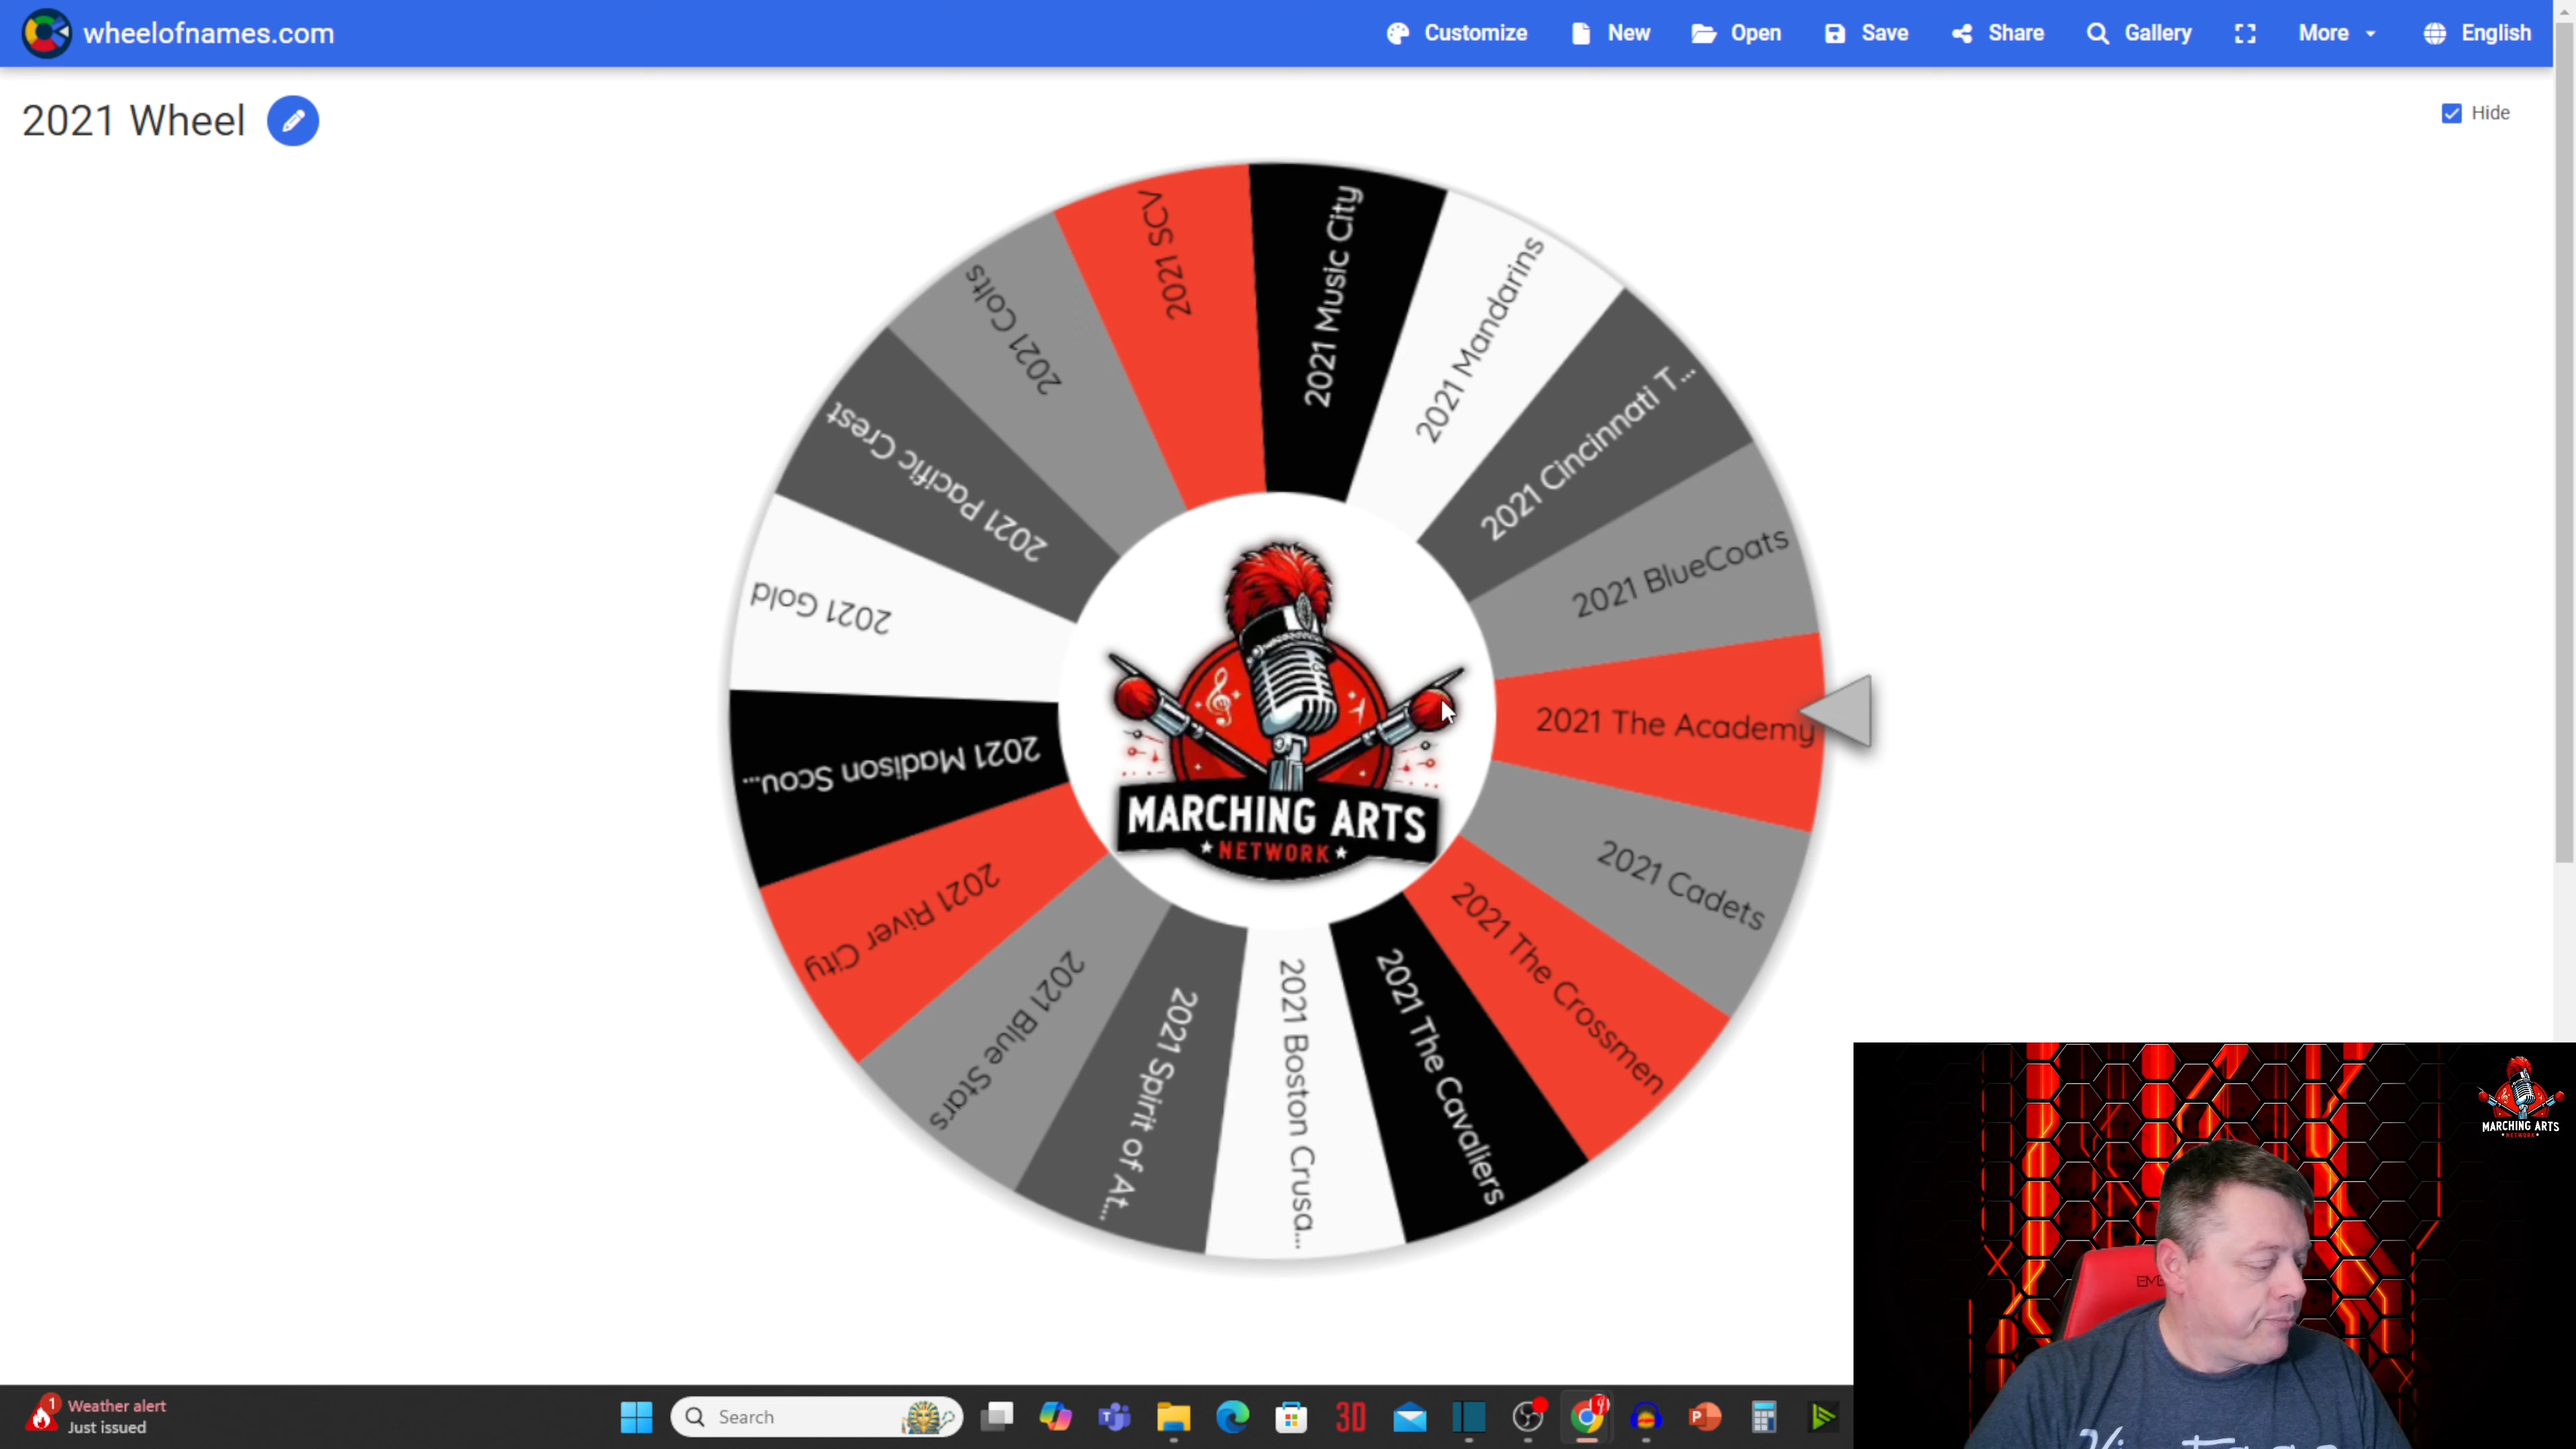 wheelofnames.com
Customize
New
Open
Save
Share
Gallery
More
English
2021 Wheel
Hide
2021 SCV
2021 Music City
2021 Mandarins
2021 Cincinnati T...
2021 BlueCoats
2021 The Academy
2021 Cadets
2021 The Crossmen
2021 The Cavaliers
2021 Boston Crusa...
2021 Spirit of At...
2021 Blue Stars
2021 River City
2021 Madison Scou...
2021 Gold
2021 Pacific Crest
2021 Colts
MARCHING ARTS
NETWORK
MARCHING ARTS
NETWORK
1
Weather alert
Just issued
Search
3D